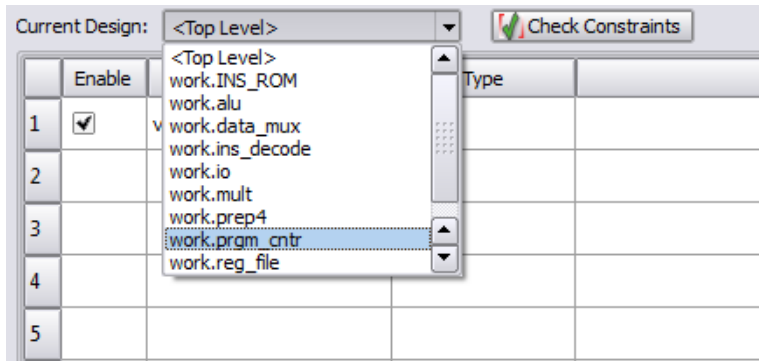 Current Design: <Top Level> Check Constraints
<Top Level>
Enable Type
work.INS_ROM
work.alu
1
work.data_mux
work.ins_decode
2
work.io
work.mult
work.prep4
3
work.prgm_cntr
work.reg_file
4
5